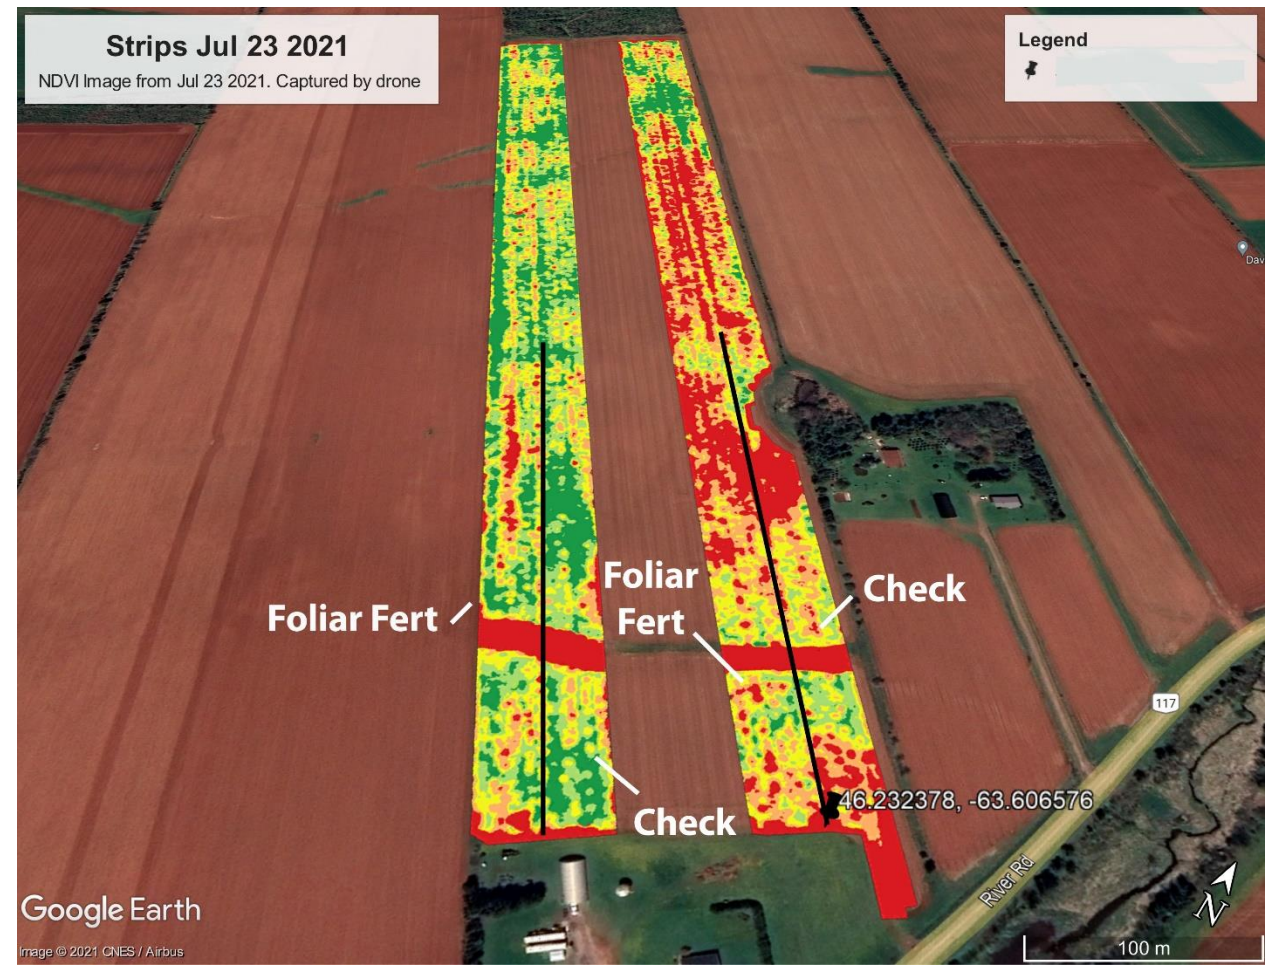 Strips Jul 23 2021
NDVI Image from Jul 23 2021. Captured by drone
Legend
Dav
Foliar
Fert
Check
Foliar Fert
117
46.232378, -63.606576
Check
River Rd
N
Google Earth
Image © 2021 CNES / Airbus
100 m